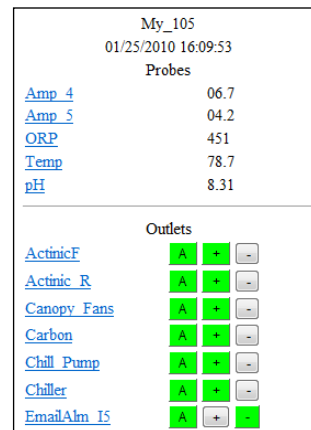 My_105
01/25/2010 16:09:53
Probes
Amp_4 06.7
Amp_5 04.2
ORP 451
Temp 78.7
pH 8.31
Outlets
ActinicF A + -
Actinic_R A + -
Canopy_Fans A + -
Carbon A + -
Chill_Pump A + -
Chiller A + -
EmailAlm_I5 A + -